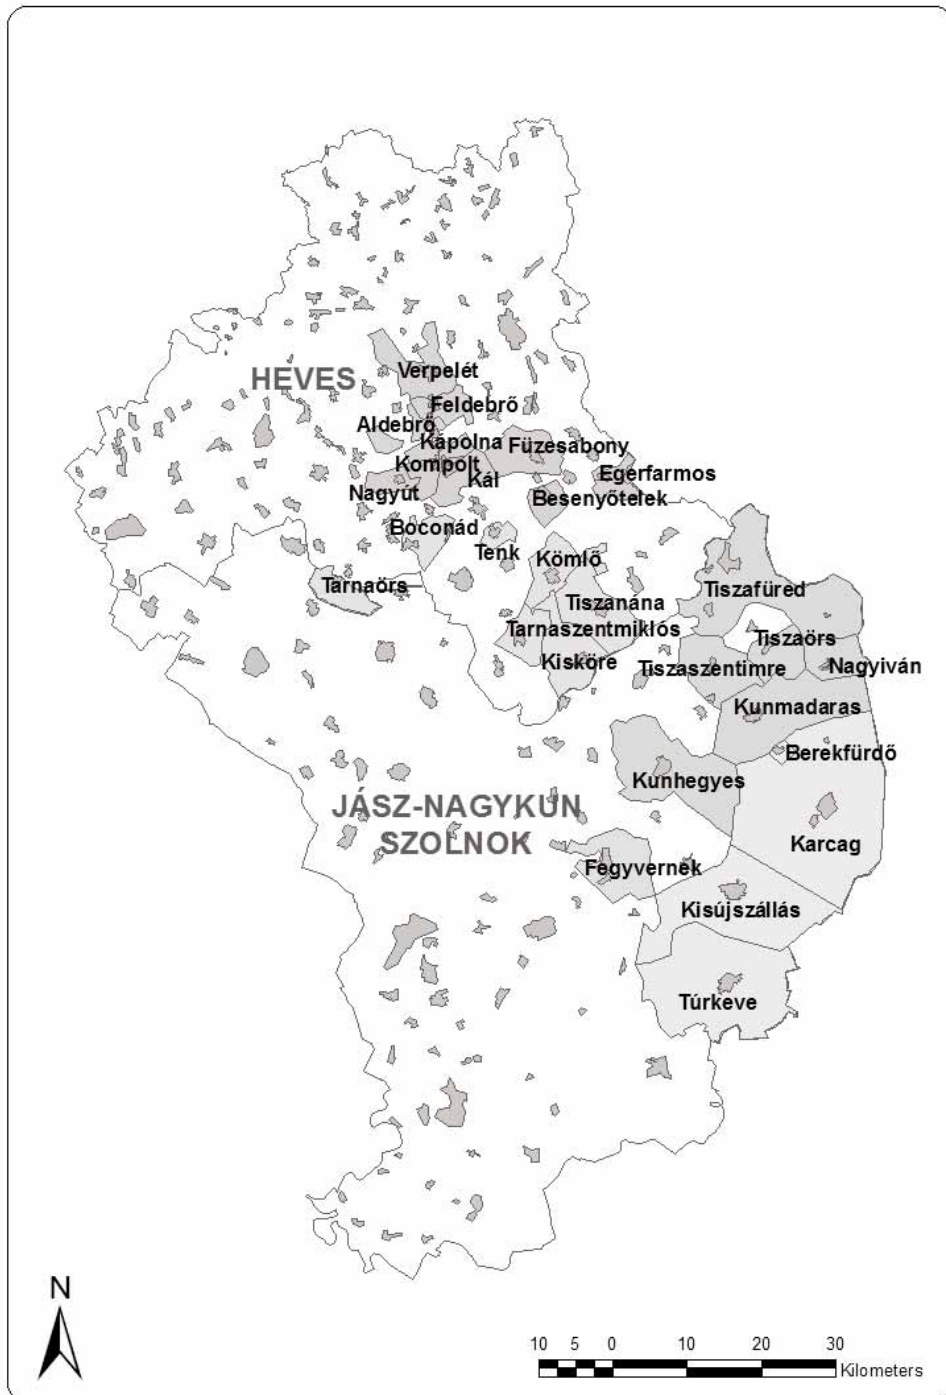 HEVES
Verpelét
Feldebrő
Aldebrő
Kápolna
Füzesabony
Kompolt
Egerfarmos
Kál
Nagyút
Besenyőtelek
Boconád
Tenk
Kömlő
Tarnaörs
Tiszafüred
Tiszanána
Tarnaszentmiklós
Tiszaörs
Kisköre
Tiszaszentimre
Nagyiván
Kunmadaras
Berekfürdő
Kunhegyes
JÁSZ-NAGYKUN
SZOLNOK
Karcag
Fegyvernek
Kisújszállás
Túrkeve
N
10 5 0 10 20 30
Kilometers